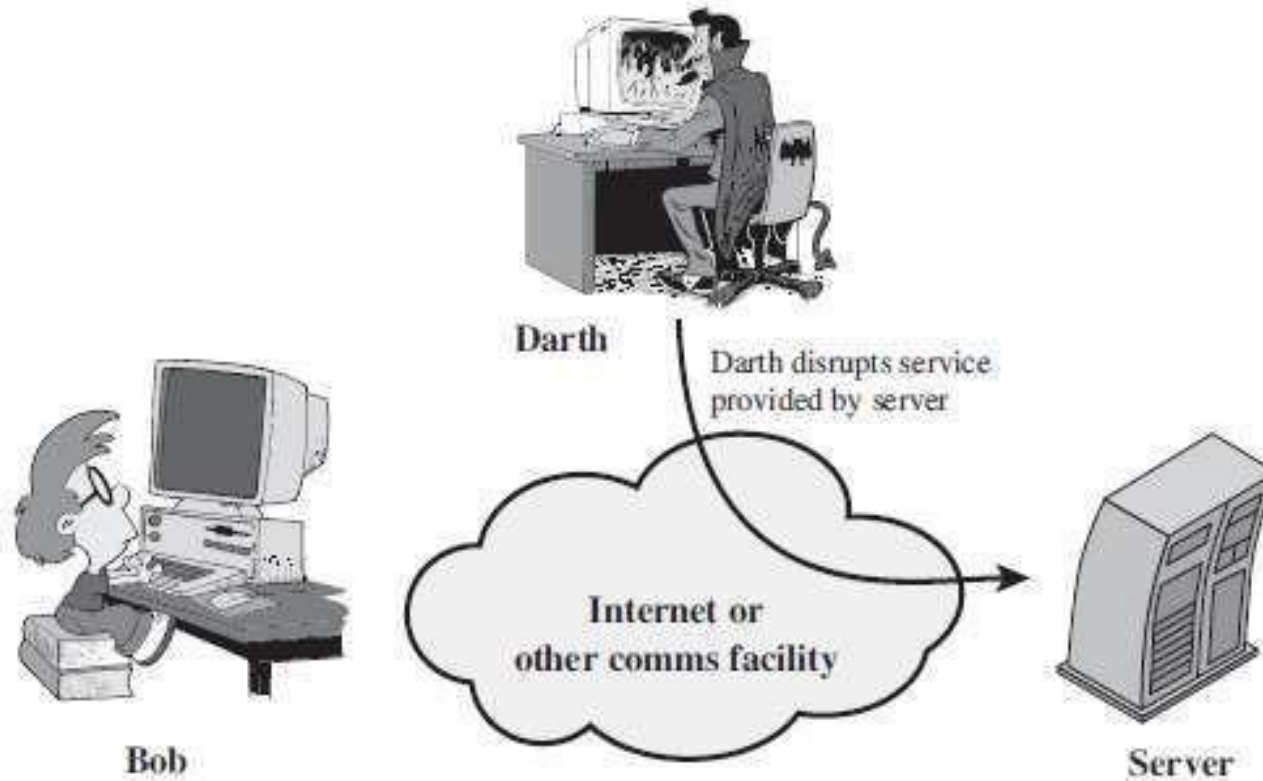 Darth
Darth disrupts service
provided by server
Internet or
other comms facility
Bob
Server